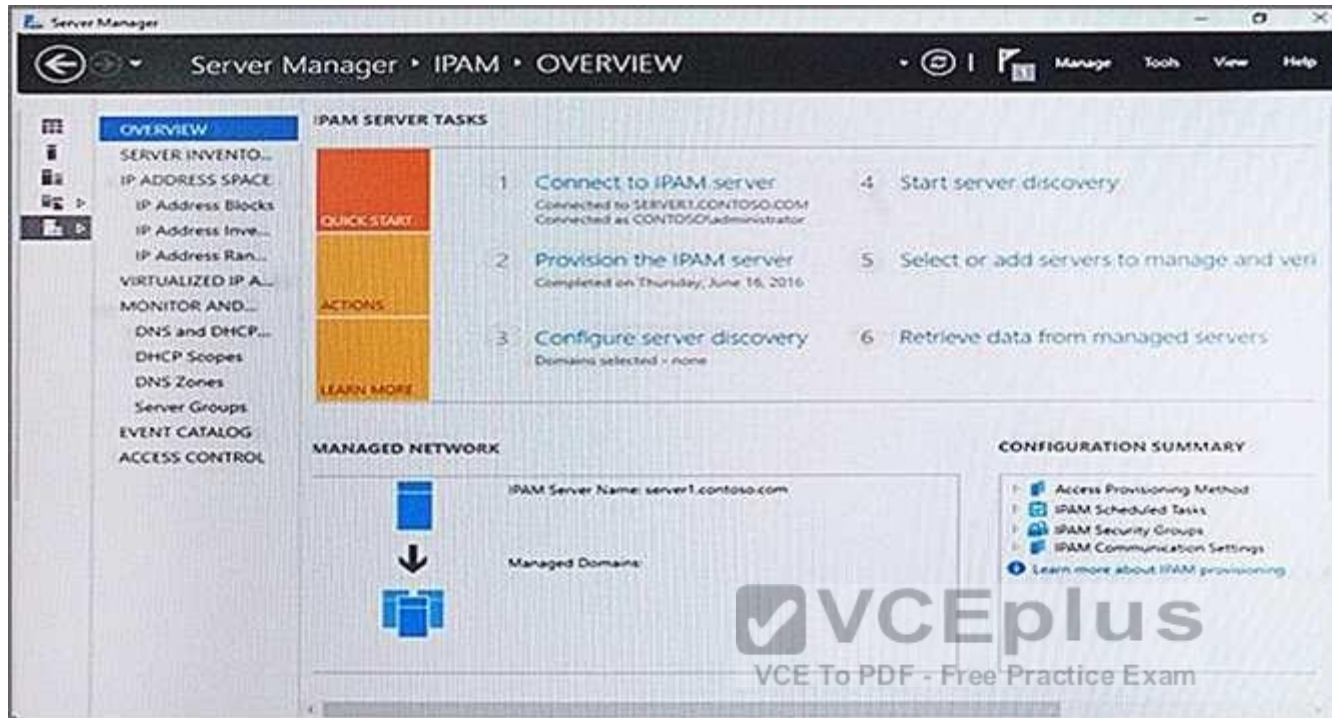 Server Manager
Server Manager • IPAM • OVERVIEW
1
Manage
Tools
View
Help
OVERVIEW
SERVER INVENTO...
IP ADDRESS SPACE
IP Address Blocks
IP Address Inve...
IP Address Ran...
VIRTUALIZED IP A...
MONITOR AND...
DNS and DHCP...
DHCP Scopes
DNS Zones
Server Groups
EVENT CATALOG
ACCESS CONTROL
IPAM SERVER TASKS
QUICK START
ACTIONS
LEARN MORE
1 Connect to IPAM server
Connected to SERVER1.CONTOSO.COM
Connected as CONTOSO\administrator
2 Provision the IPAM server
Completed on Thursday, June 16, 2016
3 Configure server discovery
Domains selected - none
4 Start server discovery
5 Select or add servers to manage and veri
6 Retrieve data from managed servers
MANAGED NETWORK
IPAM Server Name: server1.contoso.com
Managed Domains:
CONFIGURATION SUMMARY
Access Provisioning Method
IPAM Scheduled Tasks
IPAM Security Groups
IPAM Communication Settings
Learn more about IPAM provisioning
VCEplus
VCE To PDF - Free Practice Exam